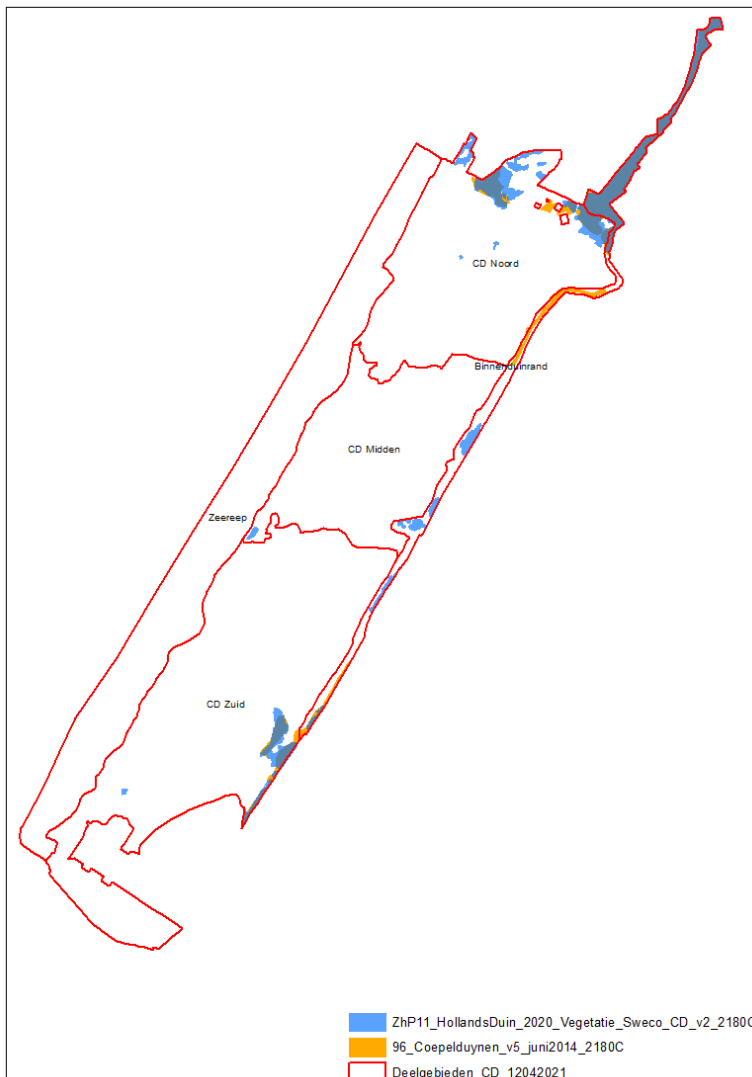 CD Noord
Binnenduinrand
CD Midden
Zeereep
CD Zuid
ZhP11_HollandsDuin_2020_Vegetatie_Sweco_CD_v2_2180C
96_Coepelduynen_v5_juni2014_2180C
Deelgebieden_CD_12042021